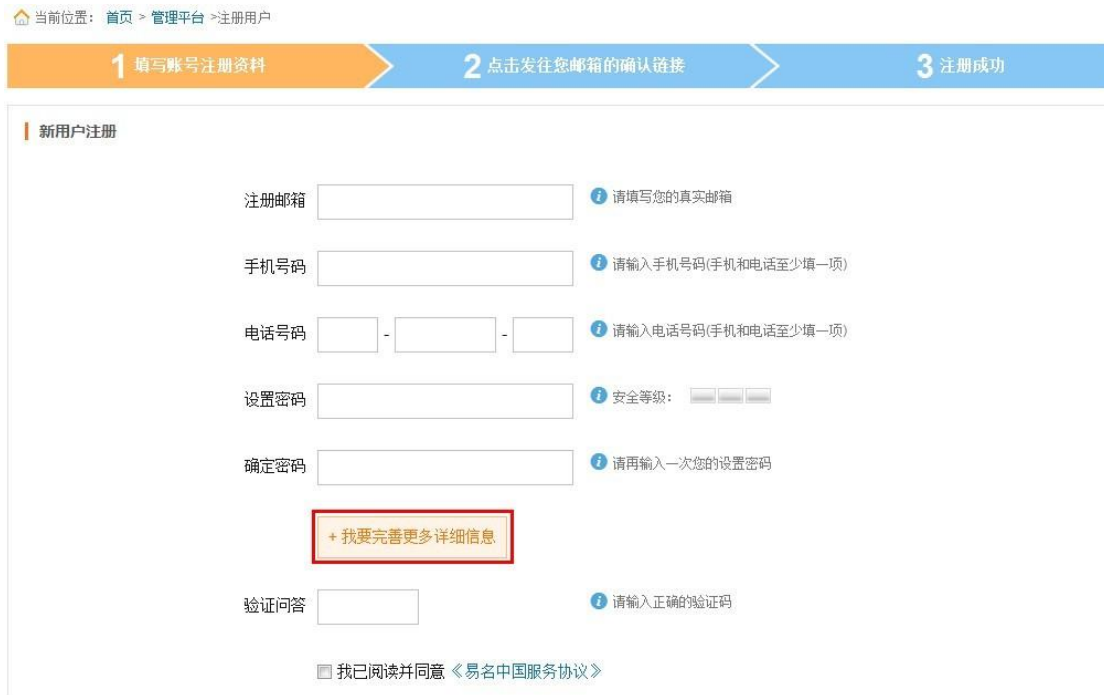 当前位置： 首页 > 管理平台 >注册用户
1 填写账号注册资料 2 点击发往您邮箱的确认链接 3 注册成功
新用户注册
注册邮箱 请填写您的真实邮箱
手机号码 请输入手机号码(手机和电话至少填一项)
电话号码 - - 请输入电话号码(手机和电话至少填一项)
设置密码 安全等级：
确定密码 请再输入一次您的设置密码
+ 我要完善更多详细信息
验证问答 请输入正确的验证码
我已阅读并同意《易名中国服务协议》